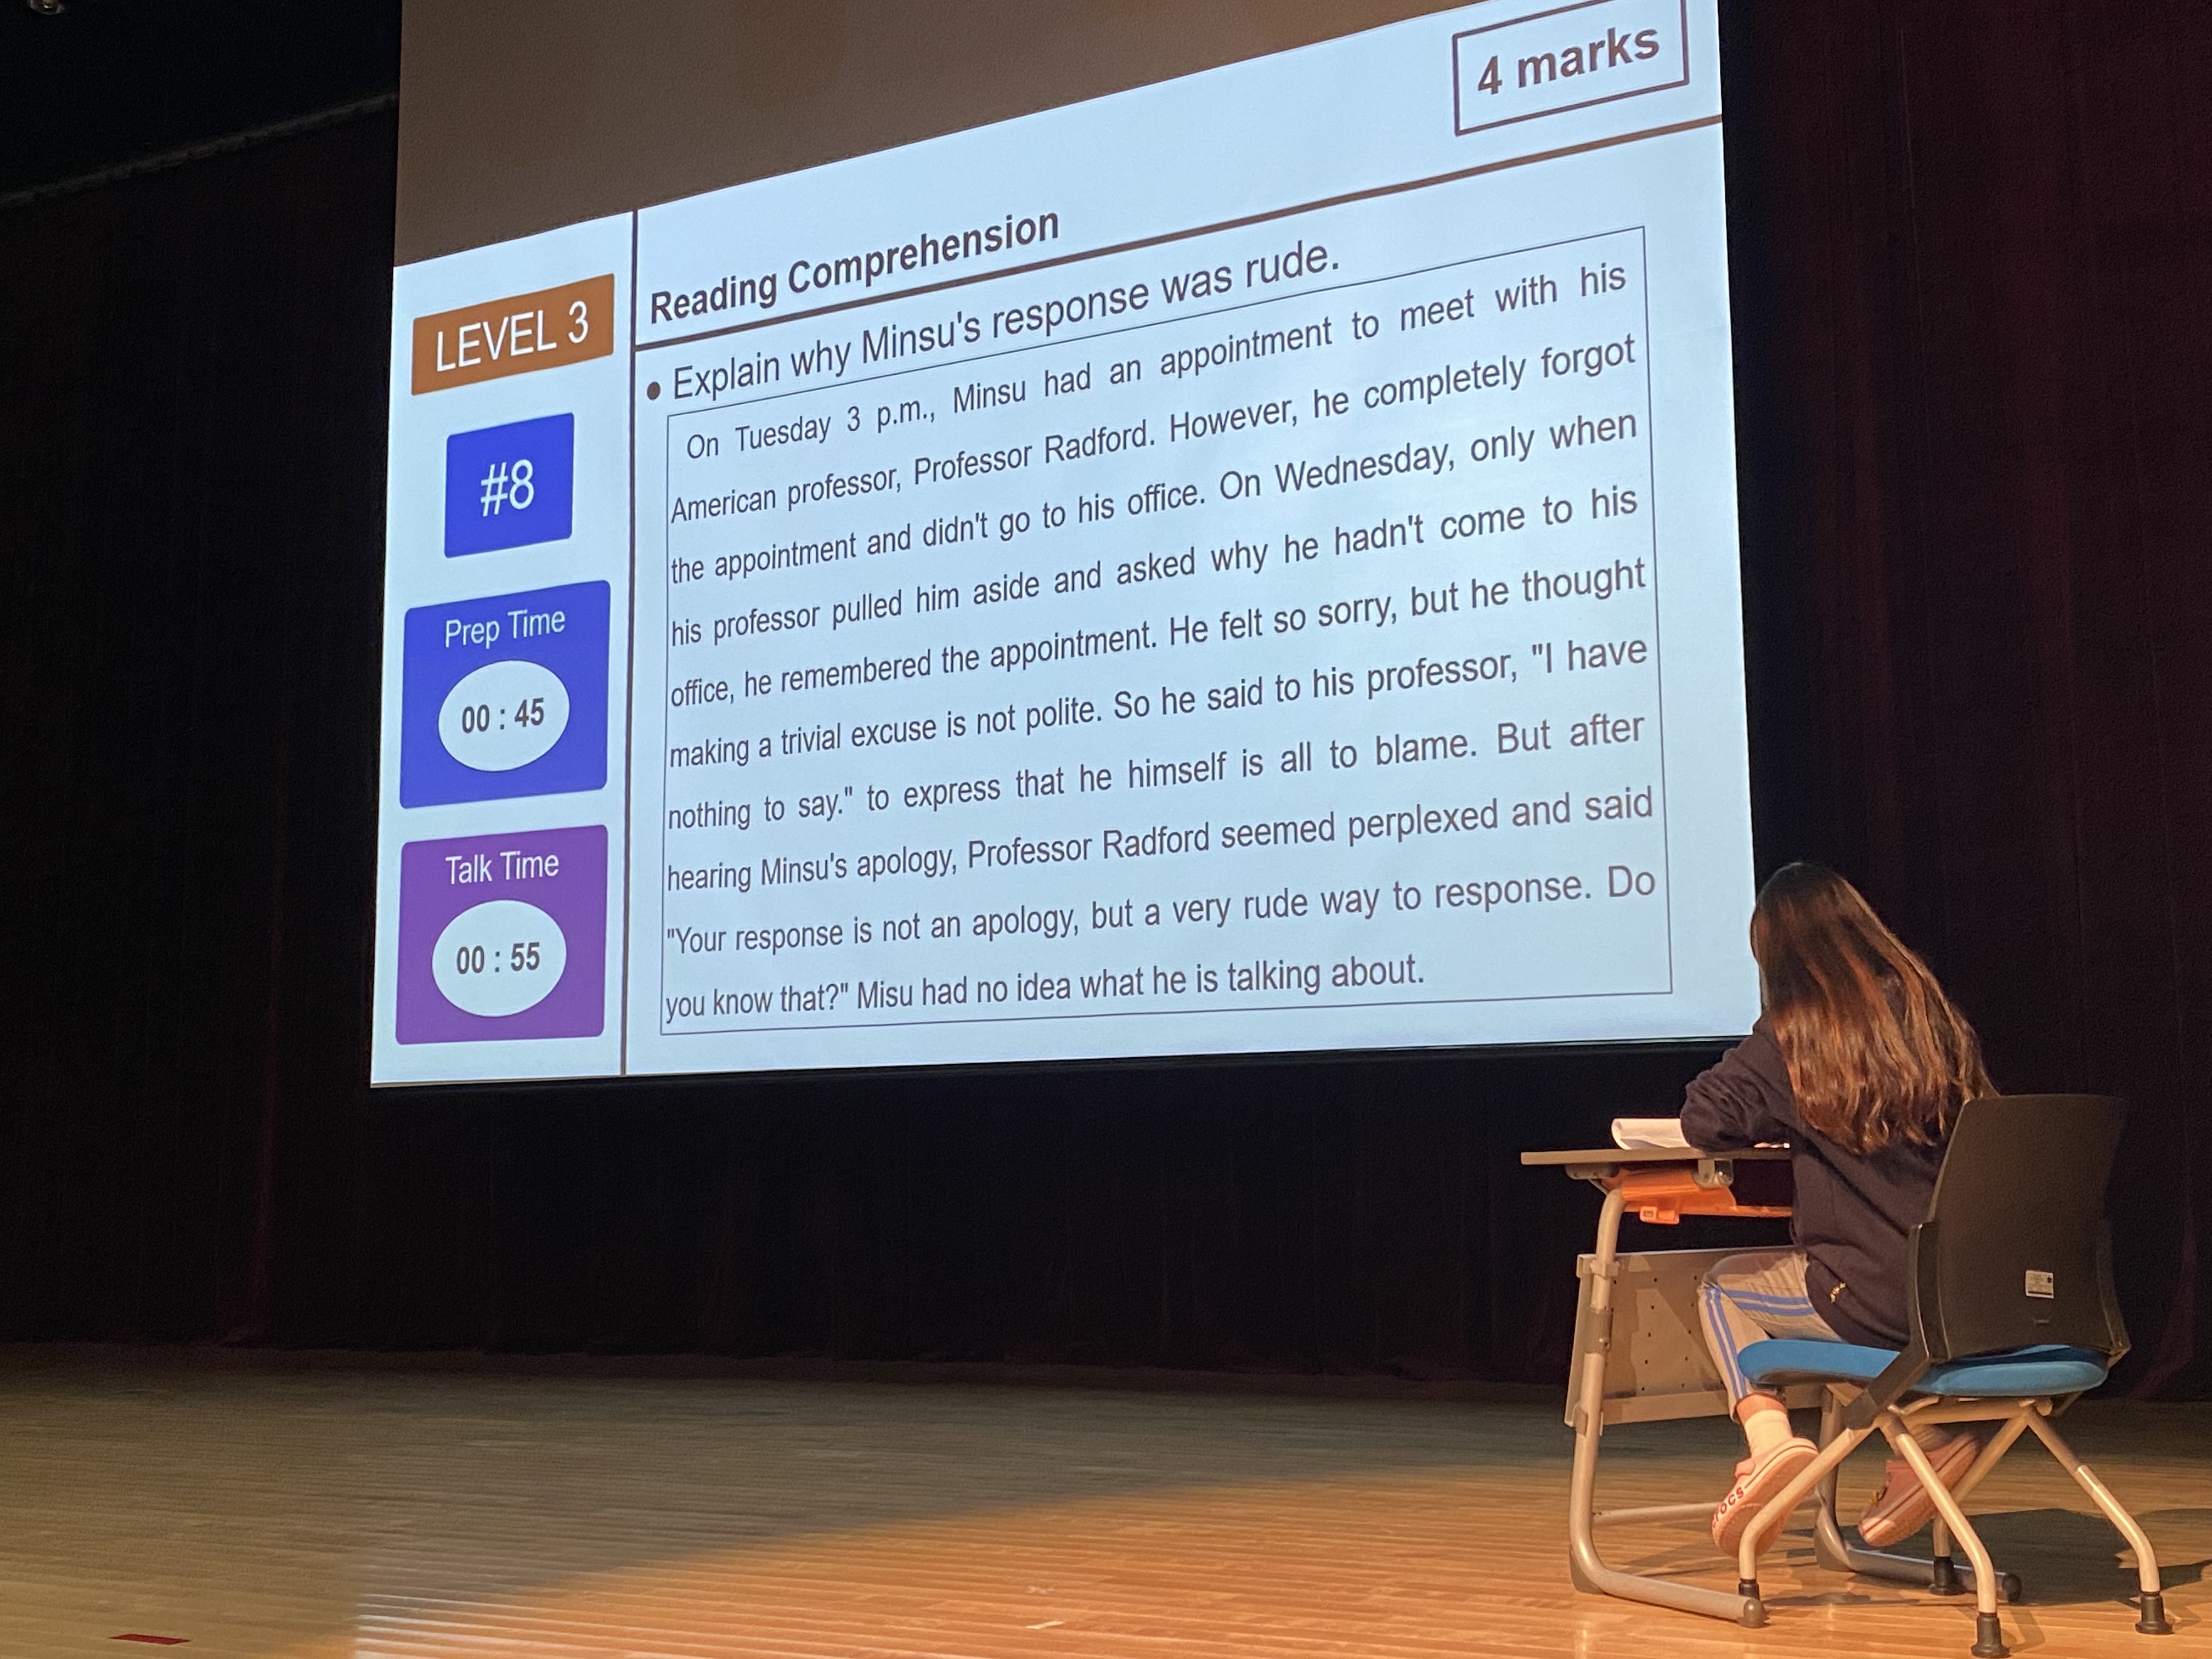 4 marks
Reading Comprehension
LEVEL 3
#8
Prep Time
00 : 45
Talk Time
00 : 55
● Explain why Minsu's response was rude.
On Tuesday 3 p.m., Minsu had an appointment to meet with his
American professor, Professor Radford. However, he completely forgot
the appointment and didn't go to his office. On Wednesday, only when
his professor pulled him aside and asked why he hadn't come to his
office, he remembered the appointment. He felt so sorry, but he thought
making a trivial excuse is not polite. So he said to his professor, "I have
nothing to say." to express that he himself is all to blame. But after
hearing Minsu's apology, Professor Radford seemed perplexed and said
"Your response is not an apology, but a very rude way to response. Do
you know that?" Misu had no idea what he is talking about.
crocs